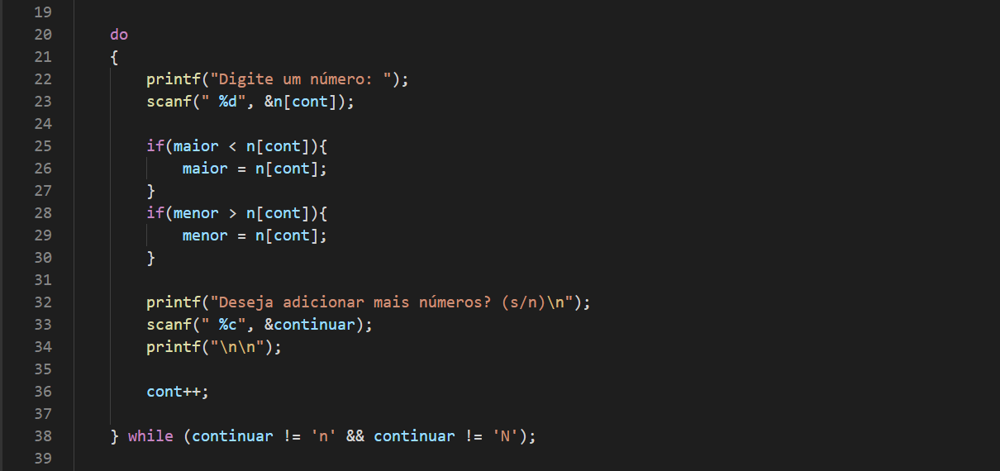 19
20 do
21 {
22 printf("Digite um número: ");
23 scanf(" %d", &n[cont]);
24
25 if(maior < n[cont]){
26 maior = n[cont];
27 }
28 if(menor > n[cont]){
29 menor = n[cont];
30 }
31
32 printf("Deseja adicionar mais números? (s/n)\n");
33 scanf(" %c", &continuar);
34 printf("\n\n");
35
36 cont++;
37
38 } while (continuar != 'n' && continuar != 'N');
39